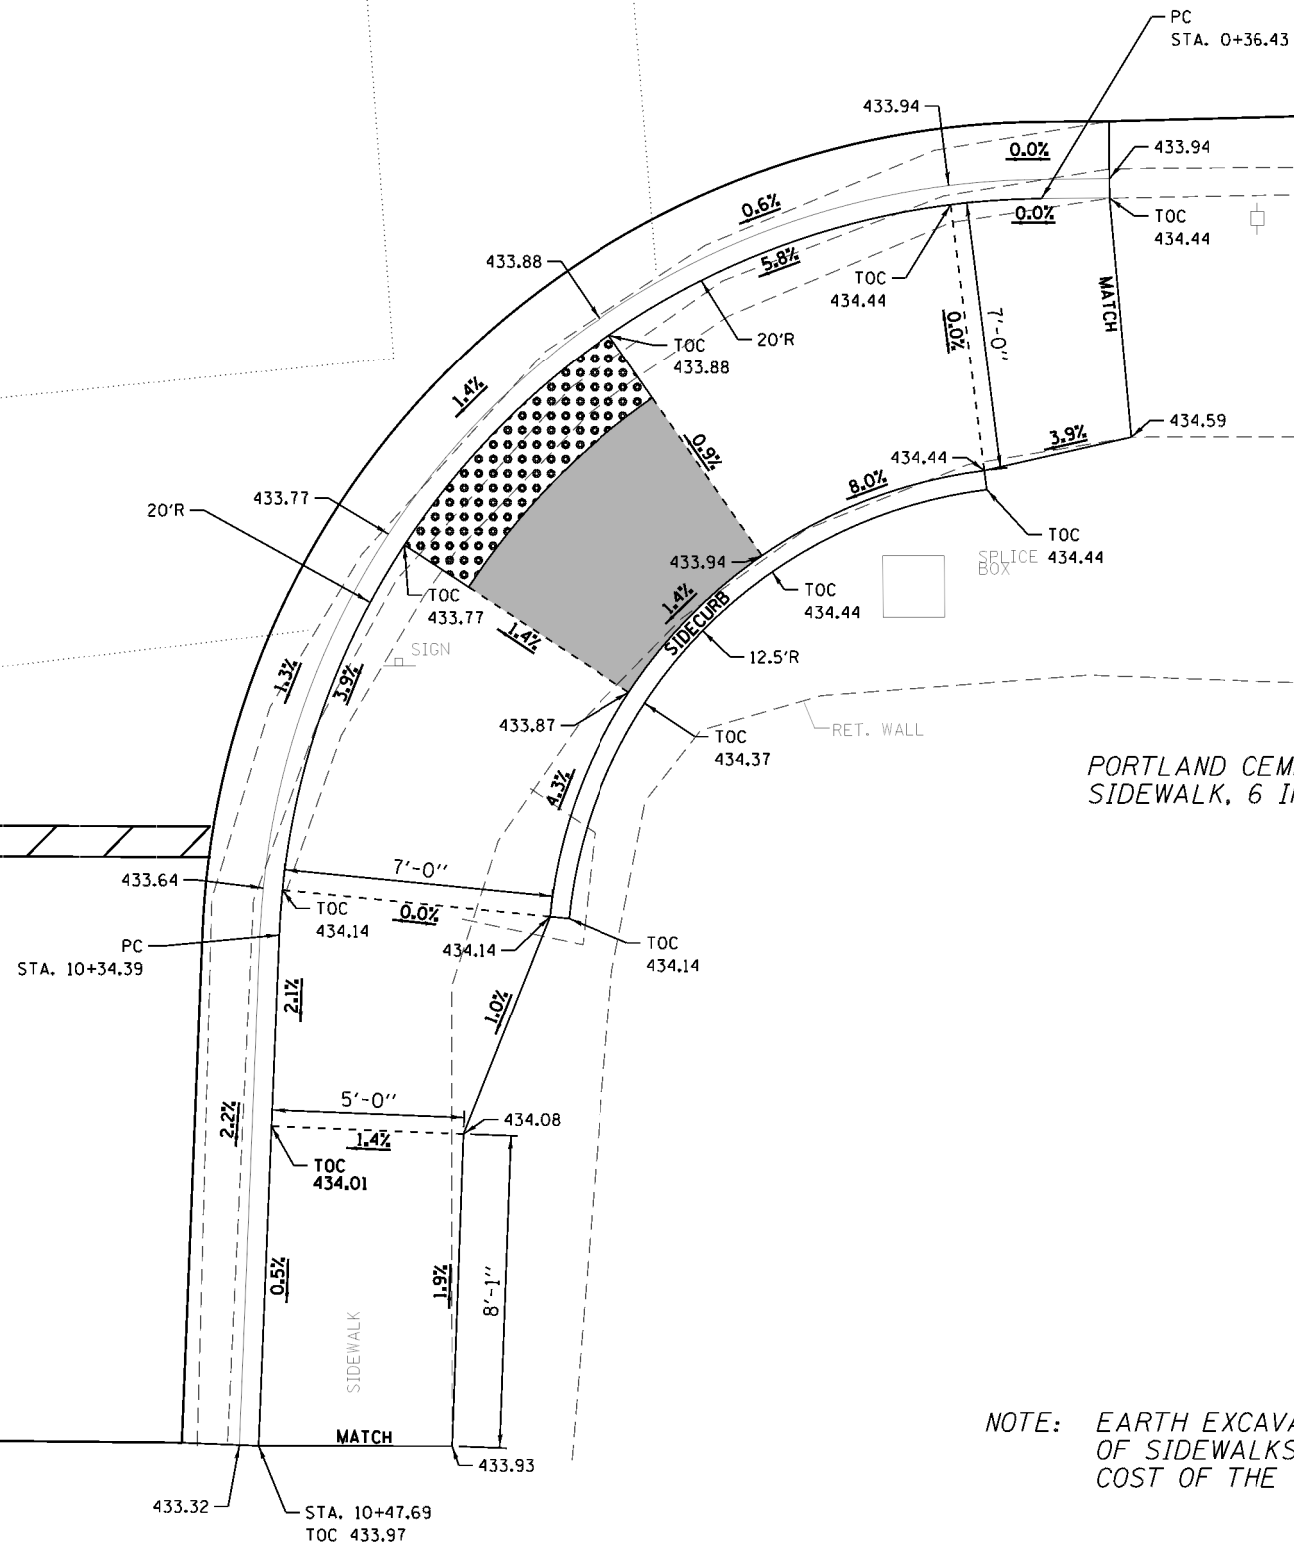 PC
STA. 0+36.43
433.94
0.0%
433.94
0.6%
0.0%
TOC
434.44
433.88
5.8%
TOC
434.44
MATCH
0.0%
7'-0"
20'R
TOC
433.88
1.4%
434.59
3.9%
0.9%
434.44
8.0%
433.77
20'R
TOC
434.44
433.94
SPLICE
BOX
TOC
433.77
1.4%
TOC
434.44
SIDECURB
1.4%
SIGN
12.5'R
1.3%
3.9%
433.87
TOC
434.37
RET. WALL
PORTLAND CEM
SIDEWALK, 6 I
4.3%
7'-0"
433.64
TOC
434.14
0.0%
PC
STA. 10+34.39
434.14
TOC
434.14
2.1%
1.0%
5'-0"
434.08
2.2%
1.4%
TOC
434.01
0.5%
1.9%
8'-1"
SIDEWALK
MATCH
433.93
NOTE: EARTH EXCAVA
OF SIDEWALKS
COST OF THE
433.32
STA. 10+47.69
TOC 433.97